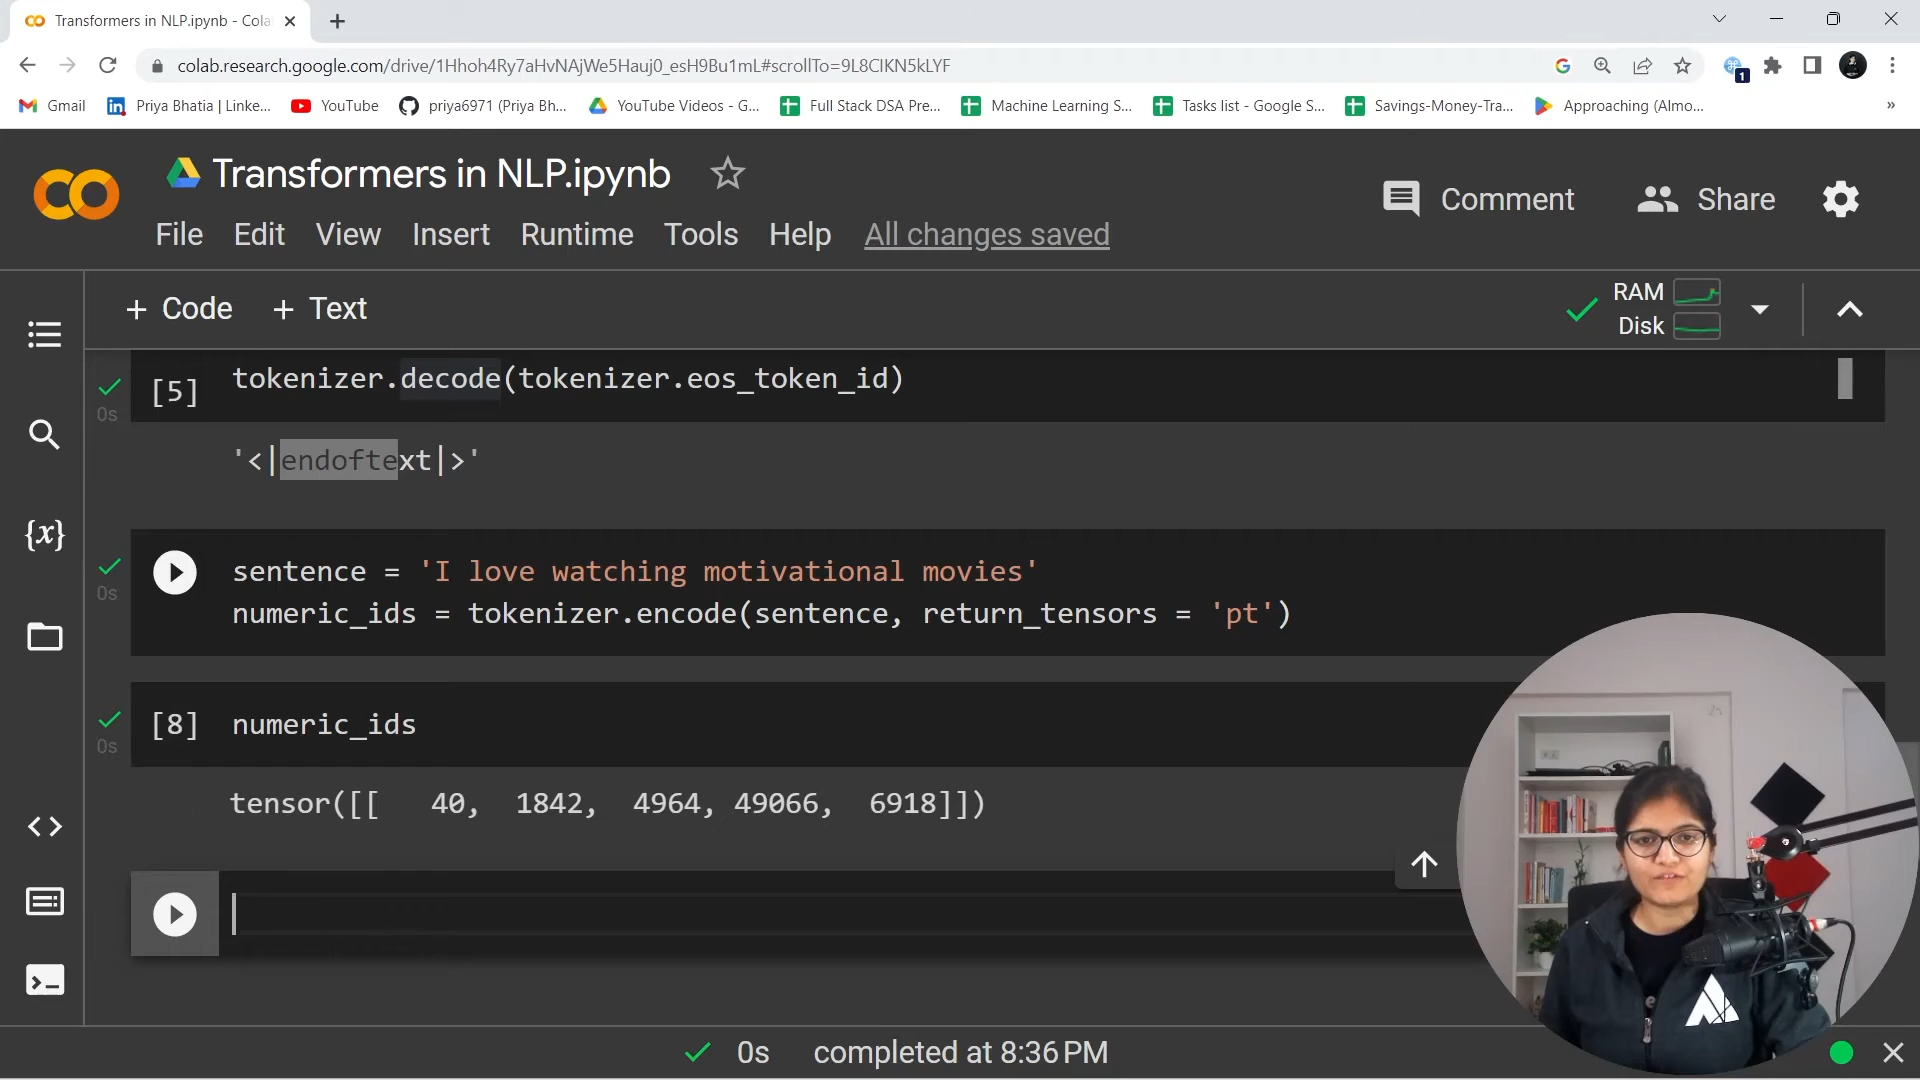 Transformers in NLP.ipynb - Cola
colab.research.google.com/drive/1Hhoh4Ry7aHvNAjWe5Hauj0_esH9Bu1mL#scrollTo=9L8CIKN5kLYF
1
Gmail
Priya Bhatia | Linke...
YouTube
priya6971 (Priya Bh...
YouTube Videos - G...
Full Stack DSA Pre...
Machine Learning S...
Tasks list - Google S...
Savings-Money-Tra...
Approaching (Almo...
»
CO
Transformers in NLP.ipynb
Comment
Share
File Edit View Insert Runtime Tools Help All changes saved
+ Code + Text
RAM
Disk
[5] tokenizer.decode(tokenizer.eos_token_id)
0s
'<|endoftext|>'
{x}
sentence = 'I love watching motivational movies'
0s
numeric_ids = tokenizer.encode(sentence, return_tensors = 'pt')
[8] numeric_ids
0s
tensor([[   40,  1842,  4964, 49066,  6918]])
0s completed at 8:36 PM